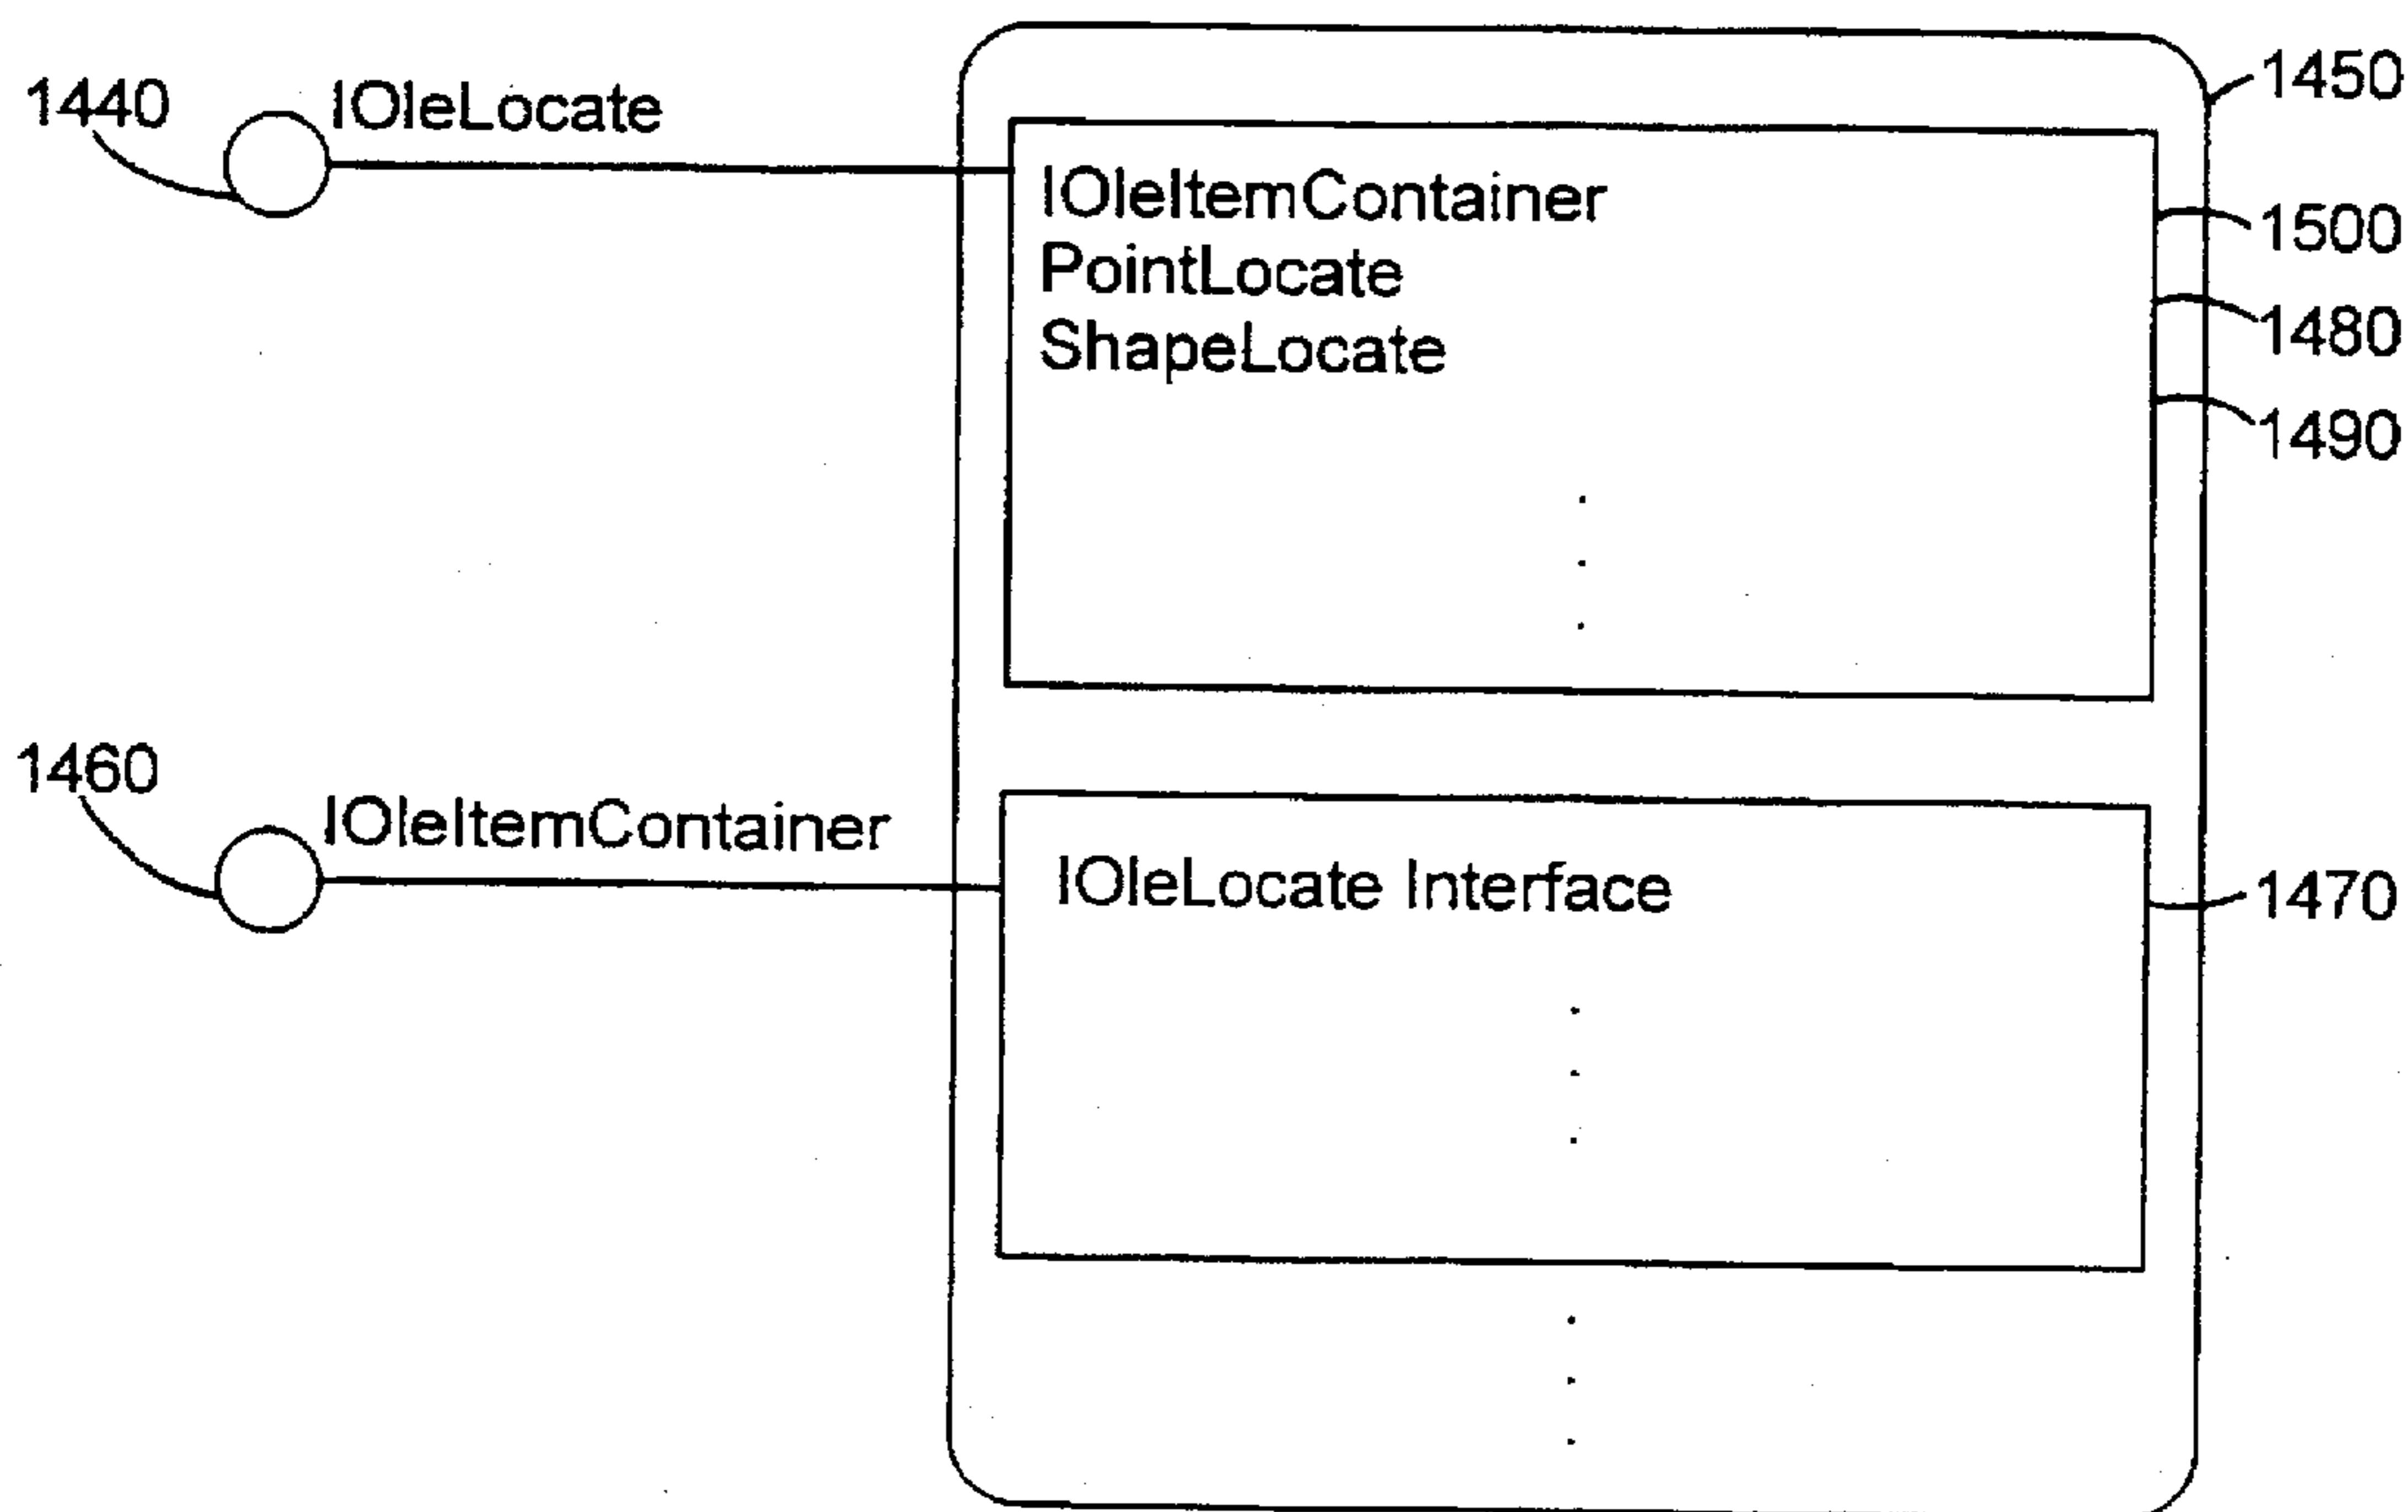 1440
IOleLocate
1450
IOleItemContainer
1500
PointLocate
1480
ShapeLocate
1490
1460
IOleItemContainer
IOleLocate Interface
1470